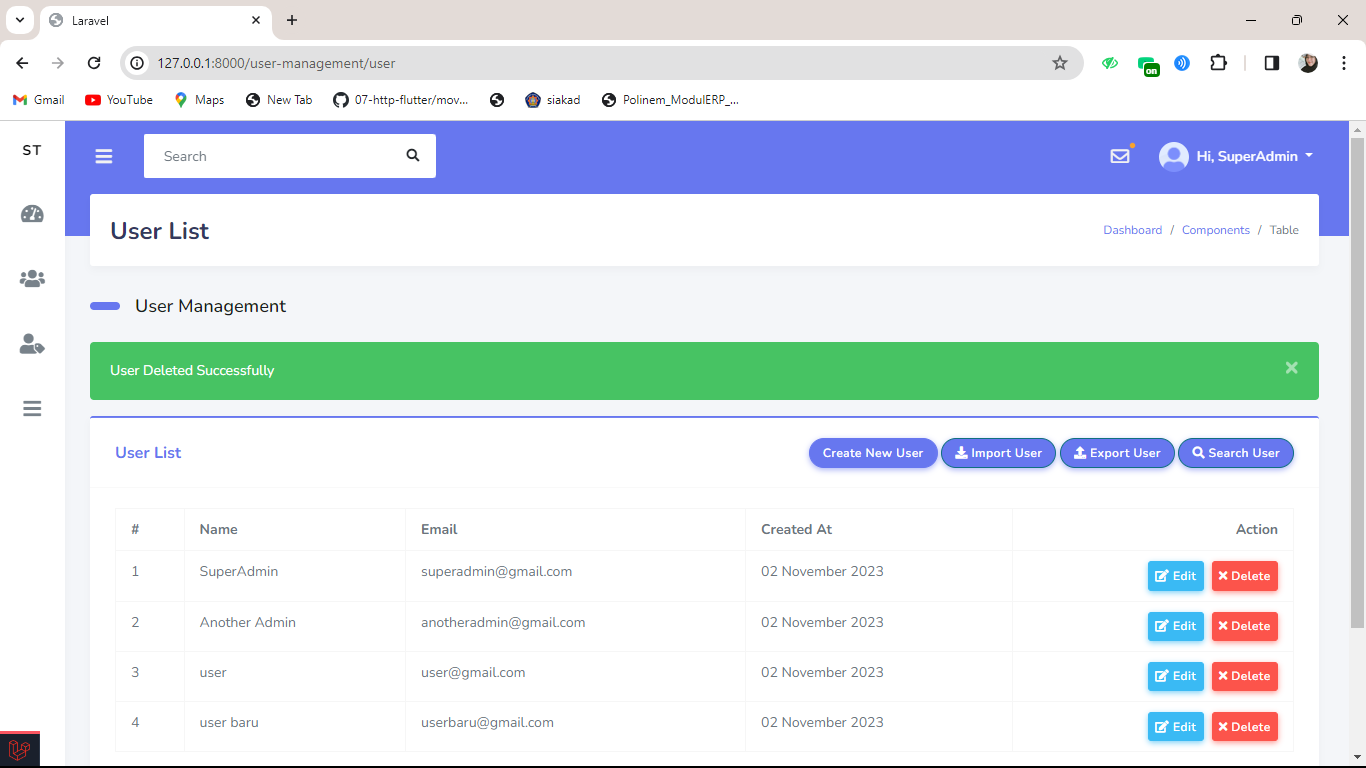 Laravel
127.0.0.1:8000/user-management/user
on
Gmail YouTube Maps New Tab 07-http-flutter/mov... siakad Polinem_ModulERP_...
ST
Search
Hi, SuperAdmin
User List
Dashboard / Components / Table
User Management
User Deleted Successfully
User List
Create New User Import User Export User Search User
# Name Email Created At Action
1 SuperAdmin superadmin@gmail.com 02 November 2023 Edit Delete
2 Another Admin anotheradmin@gmail.com 02 November 2023 Edit Delete
3 user user@gmail.com 02 November 2023 Edit Delete
4 user baru userbaru@gmail.com 02 November 2023 Edit Delete